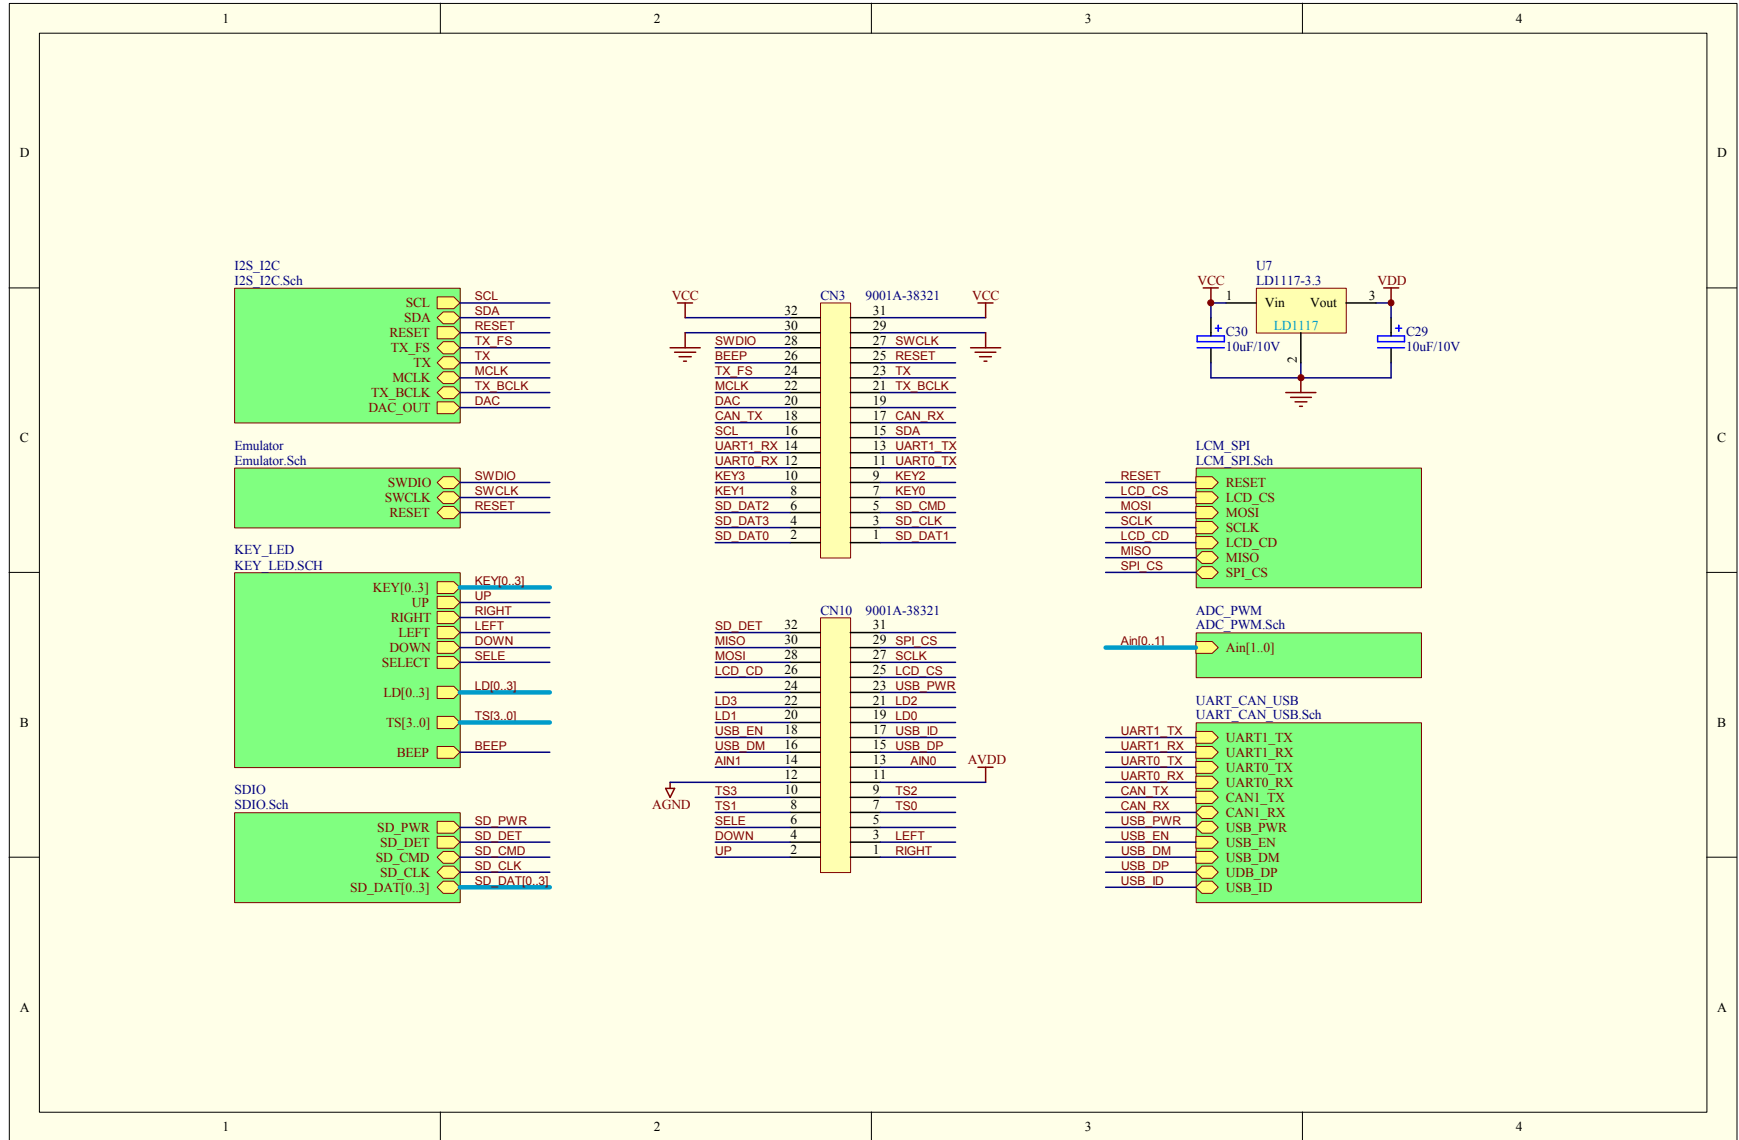 1 2 3 4
D D
C C
B B
A A
I2S_I2C
I2S_I2C.Sch
SCL SCL
SDA SDA
RESET RESET
TX_FS TX_FS
TX TX
MCLK MCLK
TX_BCLK TX_BCLK
DAC_OUT DAC
Emulator
Emulator.Sch
SWDIO SWDIO
SWCLK SWCLK
RESET RESET
KEY_LED
KEY_LED.SCH
KEY[0..3] KEY[0..3]
UP UP
RIGHT RIGHT
LEFT LEFT
DOWN DOWN
SELECT SELE
LD[0..3] LD[0..3]
TS[3..0] TS[3..0]
BEEP BEEP
SDIO
SDIO.Sch
SD_PWR SD_PWR
SD_DET SD_DET
SD_CMD SD_CMD
SD_CLK SD_CLK
SD_DAT[0..3] SD_DAT[0..3]
VCC CN3 9001A-38321 VCC
32 31
30 29
SWDIO 28 27 SWCLK
BEEP 26 25 RESET
TX_FS 24 23 TX
MCLK 22 21 TX_BCLK
DAC 20 19
CAN_TX 18 17 CAN_RX
SCL 16 15 SDA
UART1_RX 14 13 UART1_TX
UART0_RX 12 11 UART0_TX
KEY3 10 9 KEY2
KEY1 8 7 KEY0
SD_DAT2 6 5 SD_CMD
SD_DAT3 4 3 SD_CLK
SD_DAT0 2 1 SD_DAT1
CN10 9001A-38321
SD_DET 32 31
MISO 30 29 SPI_CS
MOSI 28 27 SCLK
LCD_CD 26 25 LCD_CS
24 23 USB_PWR
LD3 22 21 LD2
LD1 20 19 LD0
USB_EN 18 17 USB_ID
USB_DM 16 15 USB_DP
AIN1 14 13 AIN0 AVDD
12 11
AGND
TS3 10 9 TS2
TS1 8 7 TS0
SELE 6 5
DOWN 4 3 LEFT
UP 2 1 RIGHT
U7
LD1117-3.3
VCC VDD
1 Vin Vout 3
LD1117
2
+ C30
10uF/10V
+ C29
10uF/10V
LCM_SPI
LCM_SPI.Sch
RESET RESET
LCD_CS LCD_CS
MOSI MOSI
SCLK SCLK
LCD_CD LCD_CD
MISO MISO
SPI_CS SPI_CS
ADC_PWM
ADC_PWM.Sch
Ain[0..1] Ain[1..0]
UART_CAN_USB
UART_CAN_USB.Sch
UART1_TX UART1_TX
UART1_RX UART1_RX
UART0_TX UART0_TX
UART0_RX UART0_RX
CAN_TX CAN1_TX
CAN_RX CAN1_RX
USB_PWR USB_PWR
USB_EN USB_EN
USB_DM USB_DM
USB_DP UDB_DP
USB_ID USB_ID
1 2 3 4